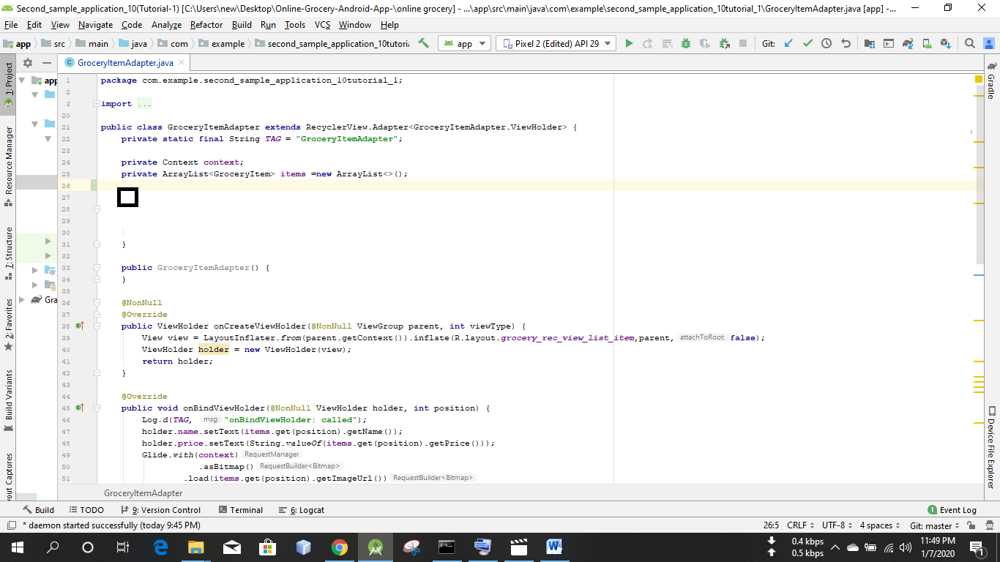 Second_sample_application_10(Tutorial-1) [C:\Users\new\Desktop\Online-Grocery-Android-App-\online grocery] - ...\app\src\main\java\com\example\second_sample_application_10tutorial_1\GroceryItemAdapter.java [app] -...
File Edit View Navigate Code Analyze Refactor Build Run Tools VCS Window Help
app src main java com example second_sample_application_10tutoria app Pixel 2 (Edited) API 29 Git:
1: Project
Resource Manager
7: Structure
2: Favorites
Build Variants
yout Captures
app
Gra
GroceryItemAdapter.java
1 package com.example.second_sample_application_10tutorial_1;
2
3 import ...
20
21 public class GroceryItemAdapter extends RecyclerView.Adapter<GroceryItemAdapter.ViewHolder> {
22 private static final String TAG = "GroceryItemAdapter";
23
24 private Context context;
25 private ArrayList<GroceryItem> items =new ArrayList<>();
26
27
28
29
30
31 }
32
33 public GroceryItemAdapter() {
34 }
35
36 @NonNull
37 @Override
38 public ViewHolder onCreateViewHolder(@NonNull ViewGroup parent, int viewType) {
39 View view = LayoutInflater.from(parent.getContext()).inflate(R.layout.grocery_rec_view_list_item,parent, attachToRoot: false);
40 ViewHolder holder = new ViewHolder(view);
41 return holder;
42 }
43
44 @Override
45 public void onBindViewHolder(@NonNull ViewHolder holder, int position) {
46 Log.d(TAG, msg: "onBindViewHolder: called");
47 holder.name.setText(items.get(position).getName());
48 holder.price.setText(String.valueOf(items.get(position).getPrice()));
49 Glide.with(context) RequestManager
50 .asBitmap() RequestBuilder<Bitmap>
51 .load(items.get(position).getImageUrl()) RequestBuilder<Bitmap>
GroceryItemAdapter
Gradle
Device File Explorer
Build TODO 9: Version Control Terminal 6: Logcat 1 Event Log
* daemon started successfully (today 9:45 PM) 26:5 CRLF UTF-8 4 spaces Git: master
0.4 kbps
0.5 kbps
11:49 PM
1/7/2020
1